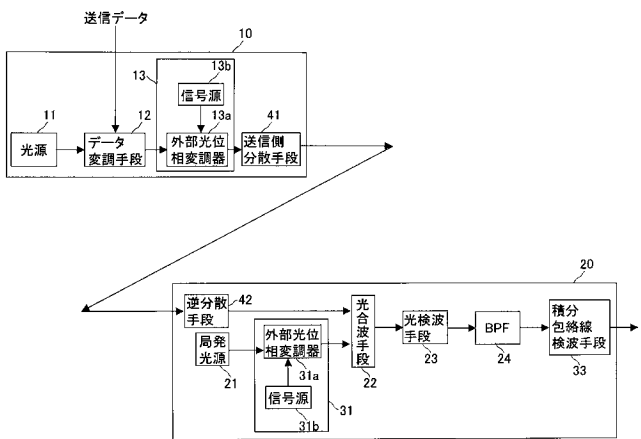 送信データ
10
13
13b
信号源
11
12
13a
41
光源
データ
変調手段
外部光位
相変調器
送信側
分散手段
20
逆分散
手段
42
局発
光源
21
外部光位
相変調器
31a
信号源
31b
31
光合波手段
22
光検波
手段
23
BPF
24
積分
包絡線
検波手段
33